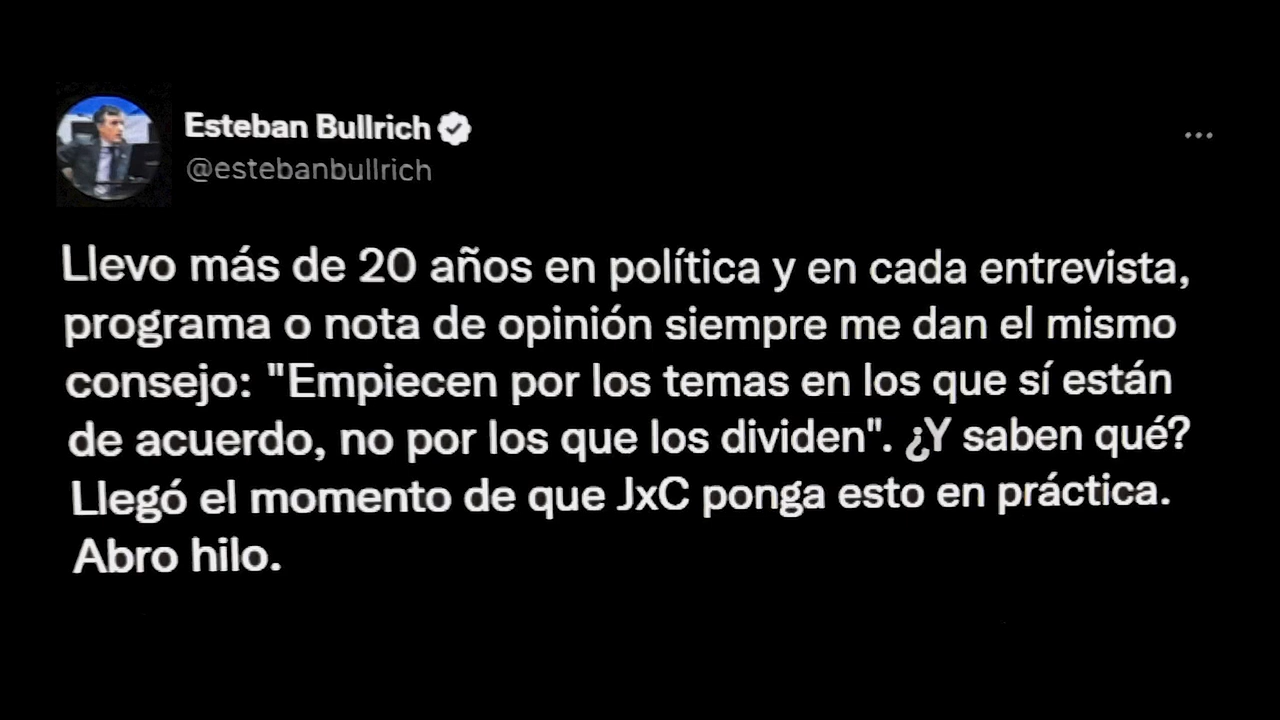 Esteban Bullrich
@estebanbullrich
Llevo más de 20 años en política y en cada entrevista,
programa o nota de opinión siempre me dan el mismo
consejo: "Empiecen por los temas en los que sí están
de acuerdo, no por los que los dividen". ¿Y saben qué?
Llegó el momento de que JxC ponga esto en práctica.
Abro hilo.